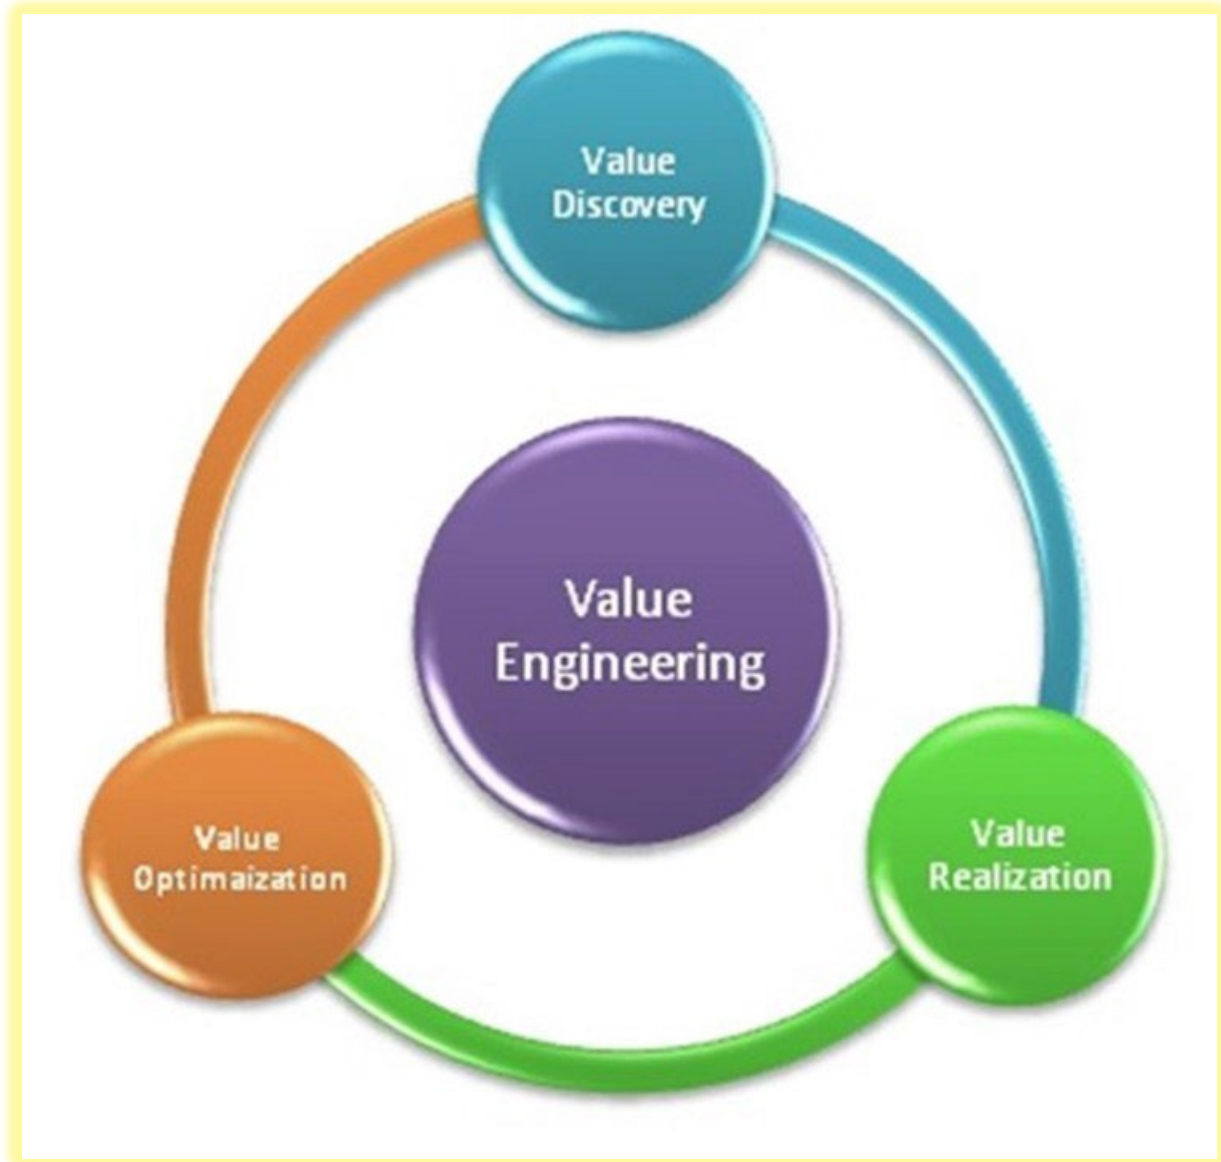 Value
Discovery
Value
Engineering
Value
Optimaization
Value
Realization